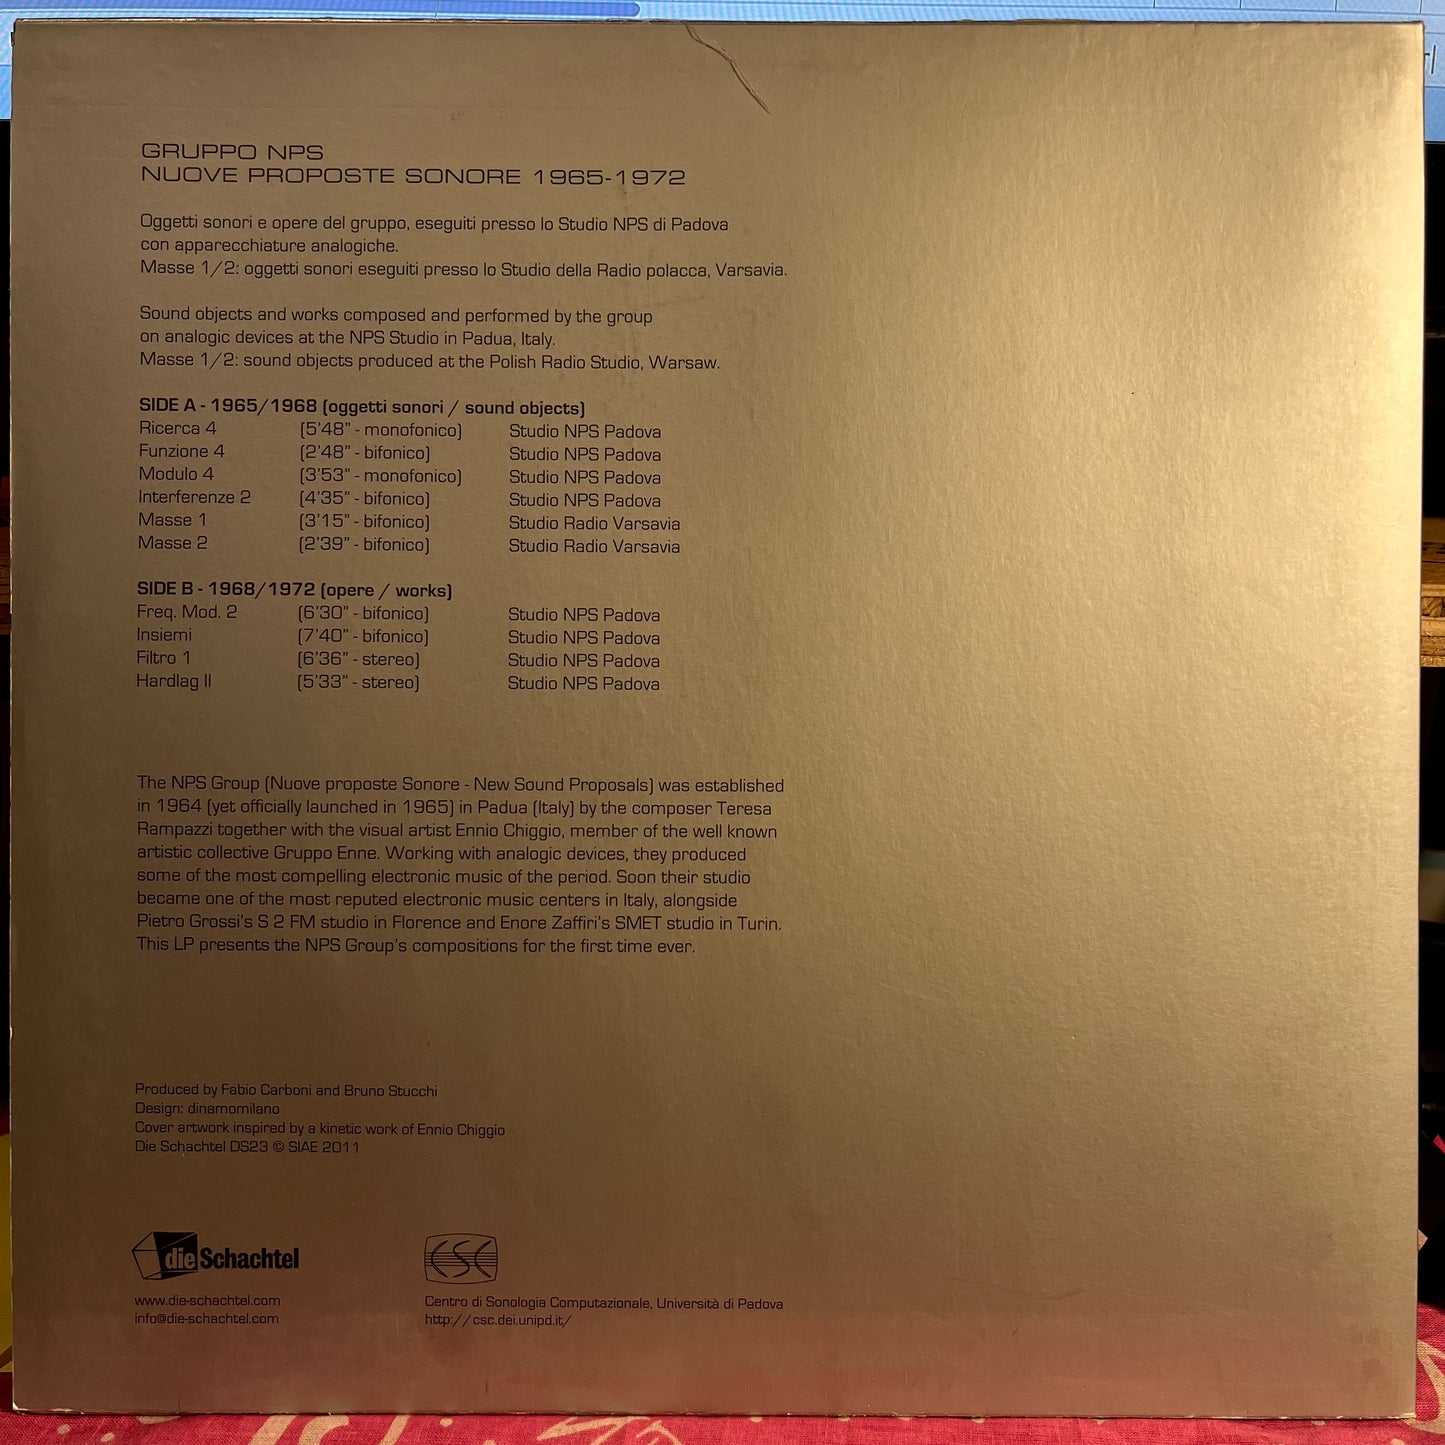 GRUPPO NPS
NUOVE PROPOSTE SONORE 1965-1972
Oggetti sonori e opere del gruppo, eseguiti presso lo Studio NPS di Padova
con apparecchiature analogiche.
Masse 1/2: oggetti sonori eseguiti presso lo Studio della Radio polacca, Varsavia.
Sound objects and works composed and performed by the group
on analogic devices at the NPS Studio in Padua, Italy.
Masse 1/2: sound objects produced at the Polish Radio Studio, Warsaw.
SIDE A - 1965/1968 (oggetti sonori / sound objects)
Ricerca 4 (5'48" - monofonico) Studio NPS Padova
Funzione 4 (2'48" - bifonico) Studio NPS Padova
Modulo 4 (3'53" - monofonico) Studio NPS Padova
Interferenze 2 (4'35" - bifonico) Studio NPS Padova
Masse 1 (3'15" - bifonico) Studio Radio Varsavia
Masse 2 (2'39" - bifonico) Studio Radio Varsavia
SIDE B - 1968/1972 (opere / works)
Freq. Mod. 2 (6'30" - bifonico) Studio NPS Padova
Insiemi (7'40" - bifonico) Studio NPS Padova
Filtro 1 (6'36" - stereo) Studio NPS Padova
Hardlag II (5'33" - stereo) Studio NPS Padova
The NPS Group (Nuove proposte Sonore - New Sound Proposals) was established
in 1964 (yet officially launched in 1965) in Padua (Italy) by the composer Teresa
Rampazzi together with the visual artist Ennio Chiggio, member of the well known
artistic collective Gruppo Enne. Working with analogic devices, they produced
some of the most compelling electronic music of the period. Soon their studio
became one of the most reputed electronic music centers in Italy, alongside
Pietro Grossi's S 2 FM studio in Florence and Enore Zaffiri's SMET studio in Turin.
This LP presents the NPS Group's compositions for the first time ever.
Produced by Fabio Carboni and Bruno Stucchi
Design: dinamomilano
Cover artwork inspired by a kinetic work of Ennio Chiggio
Die Schachtel DS23 © SIAE 2011
die Schachtel
CSC
www.die-schachtel.com
info@die-schachtel.com
Centro di Sonologia Computazionale, Università di Padova
http://csc.dei.unipd.it/